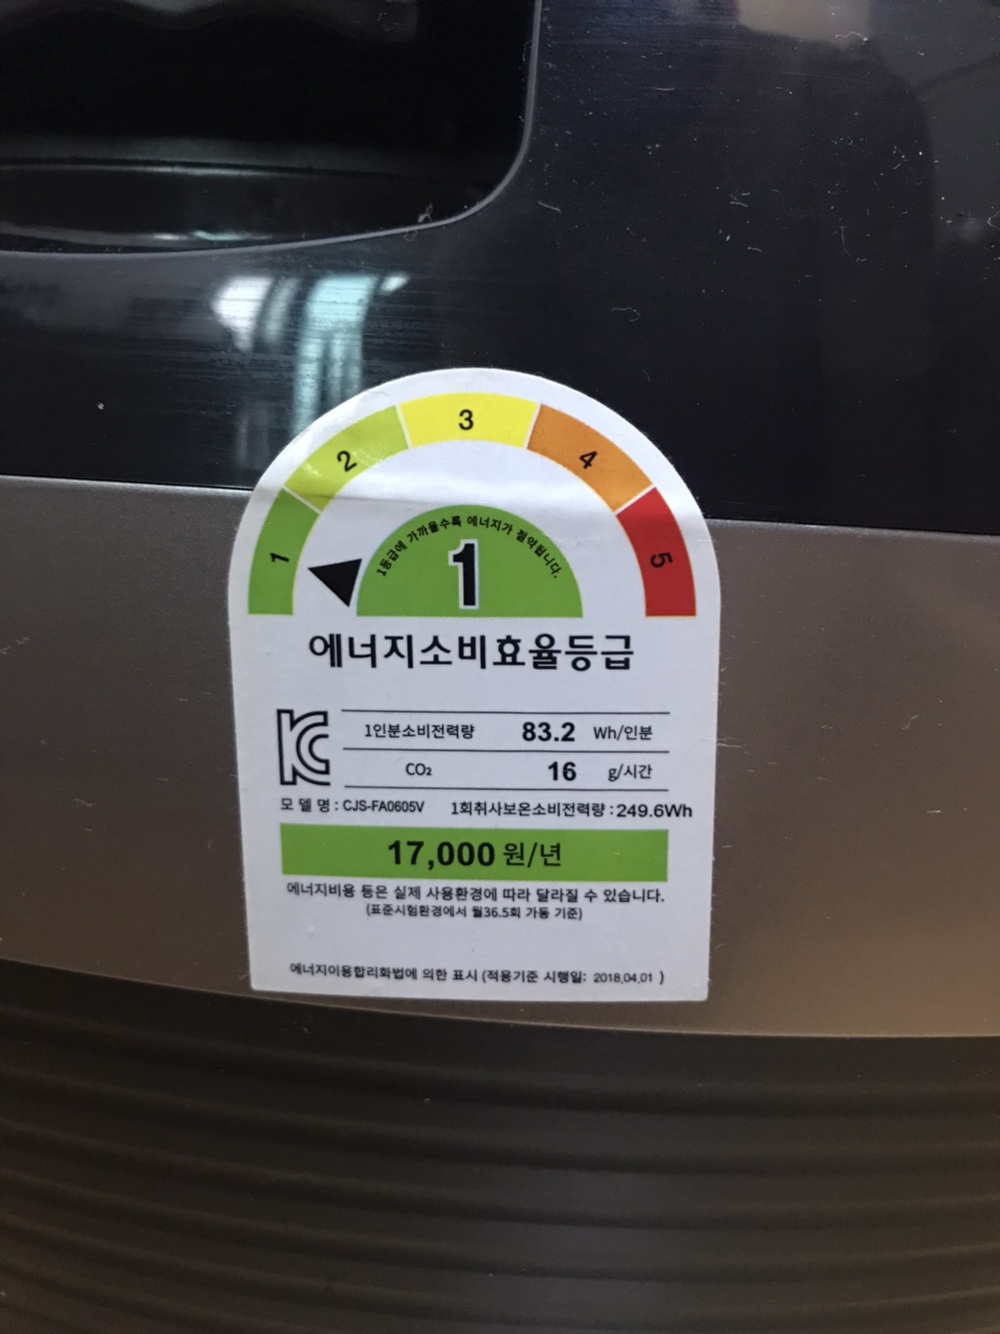 1
2
3
4
5
1등급에 가까울수록 에너지가 절약됩니다.
1
에너지소비효율등급
1인분소비전력량 83.2 Wh/인분
CO₂ 16 g/시간
모 델 명 : CJS-FA0605V 1회취사보온소비전력량 : 249.6Wh
17,000 원/년
에너지비용 등은 실제 사용환경에 따라 달라질 수 있습니다.
(표준시험환경에서 월36.5회 가동 기준)
에너지이용합리화법에 의한 표시 (적용기준 시행일: 2018.04.01 )